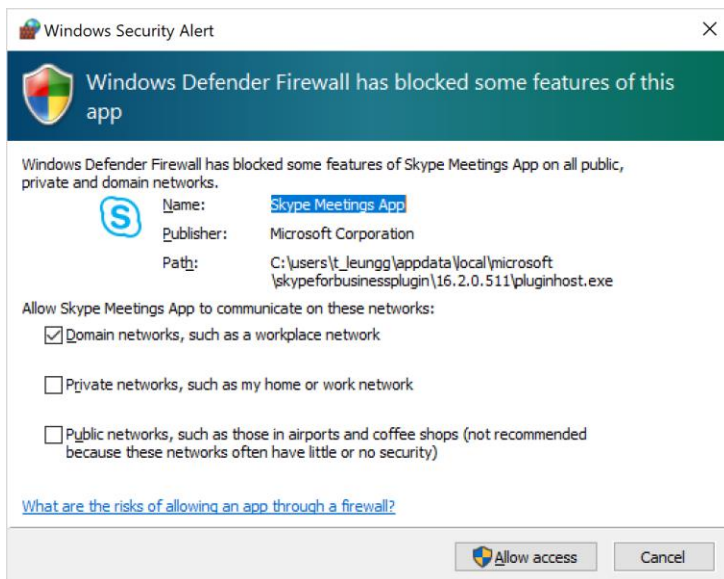 Windows Security Alert
Windows Defender Firewall has blocked some features of this
app
Windows Defender Firewall has blocked some features of Skype Meetings App on all public,
private and domain networks.
S
Name: Skype Meetings App
Publisher: Microsoft Corporation
Path: C:\users\t_leungg\appdata\local\microsoft
\skypeforbusinessplugin\16.2.0.511\pluginhost.exe
Allow Skype Meetings App to communicate on these networks:
Domain networks, such as a workplace network
Private networks, such as my home or work network
Public networks, such as those in airports and coffee shops (not recommended
because these networks often have little or no security)
What are the risks of allowing an app through a firewall?
Allow access Cancel